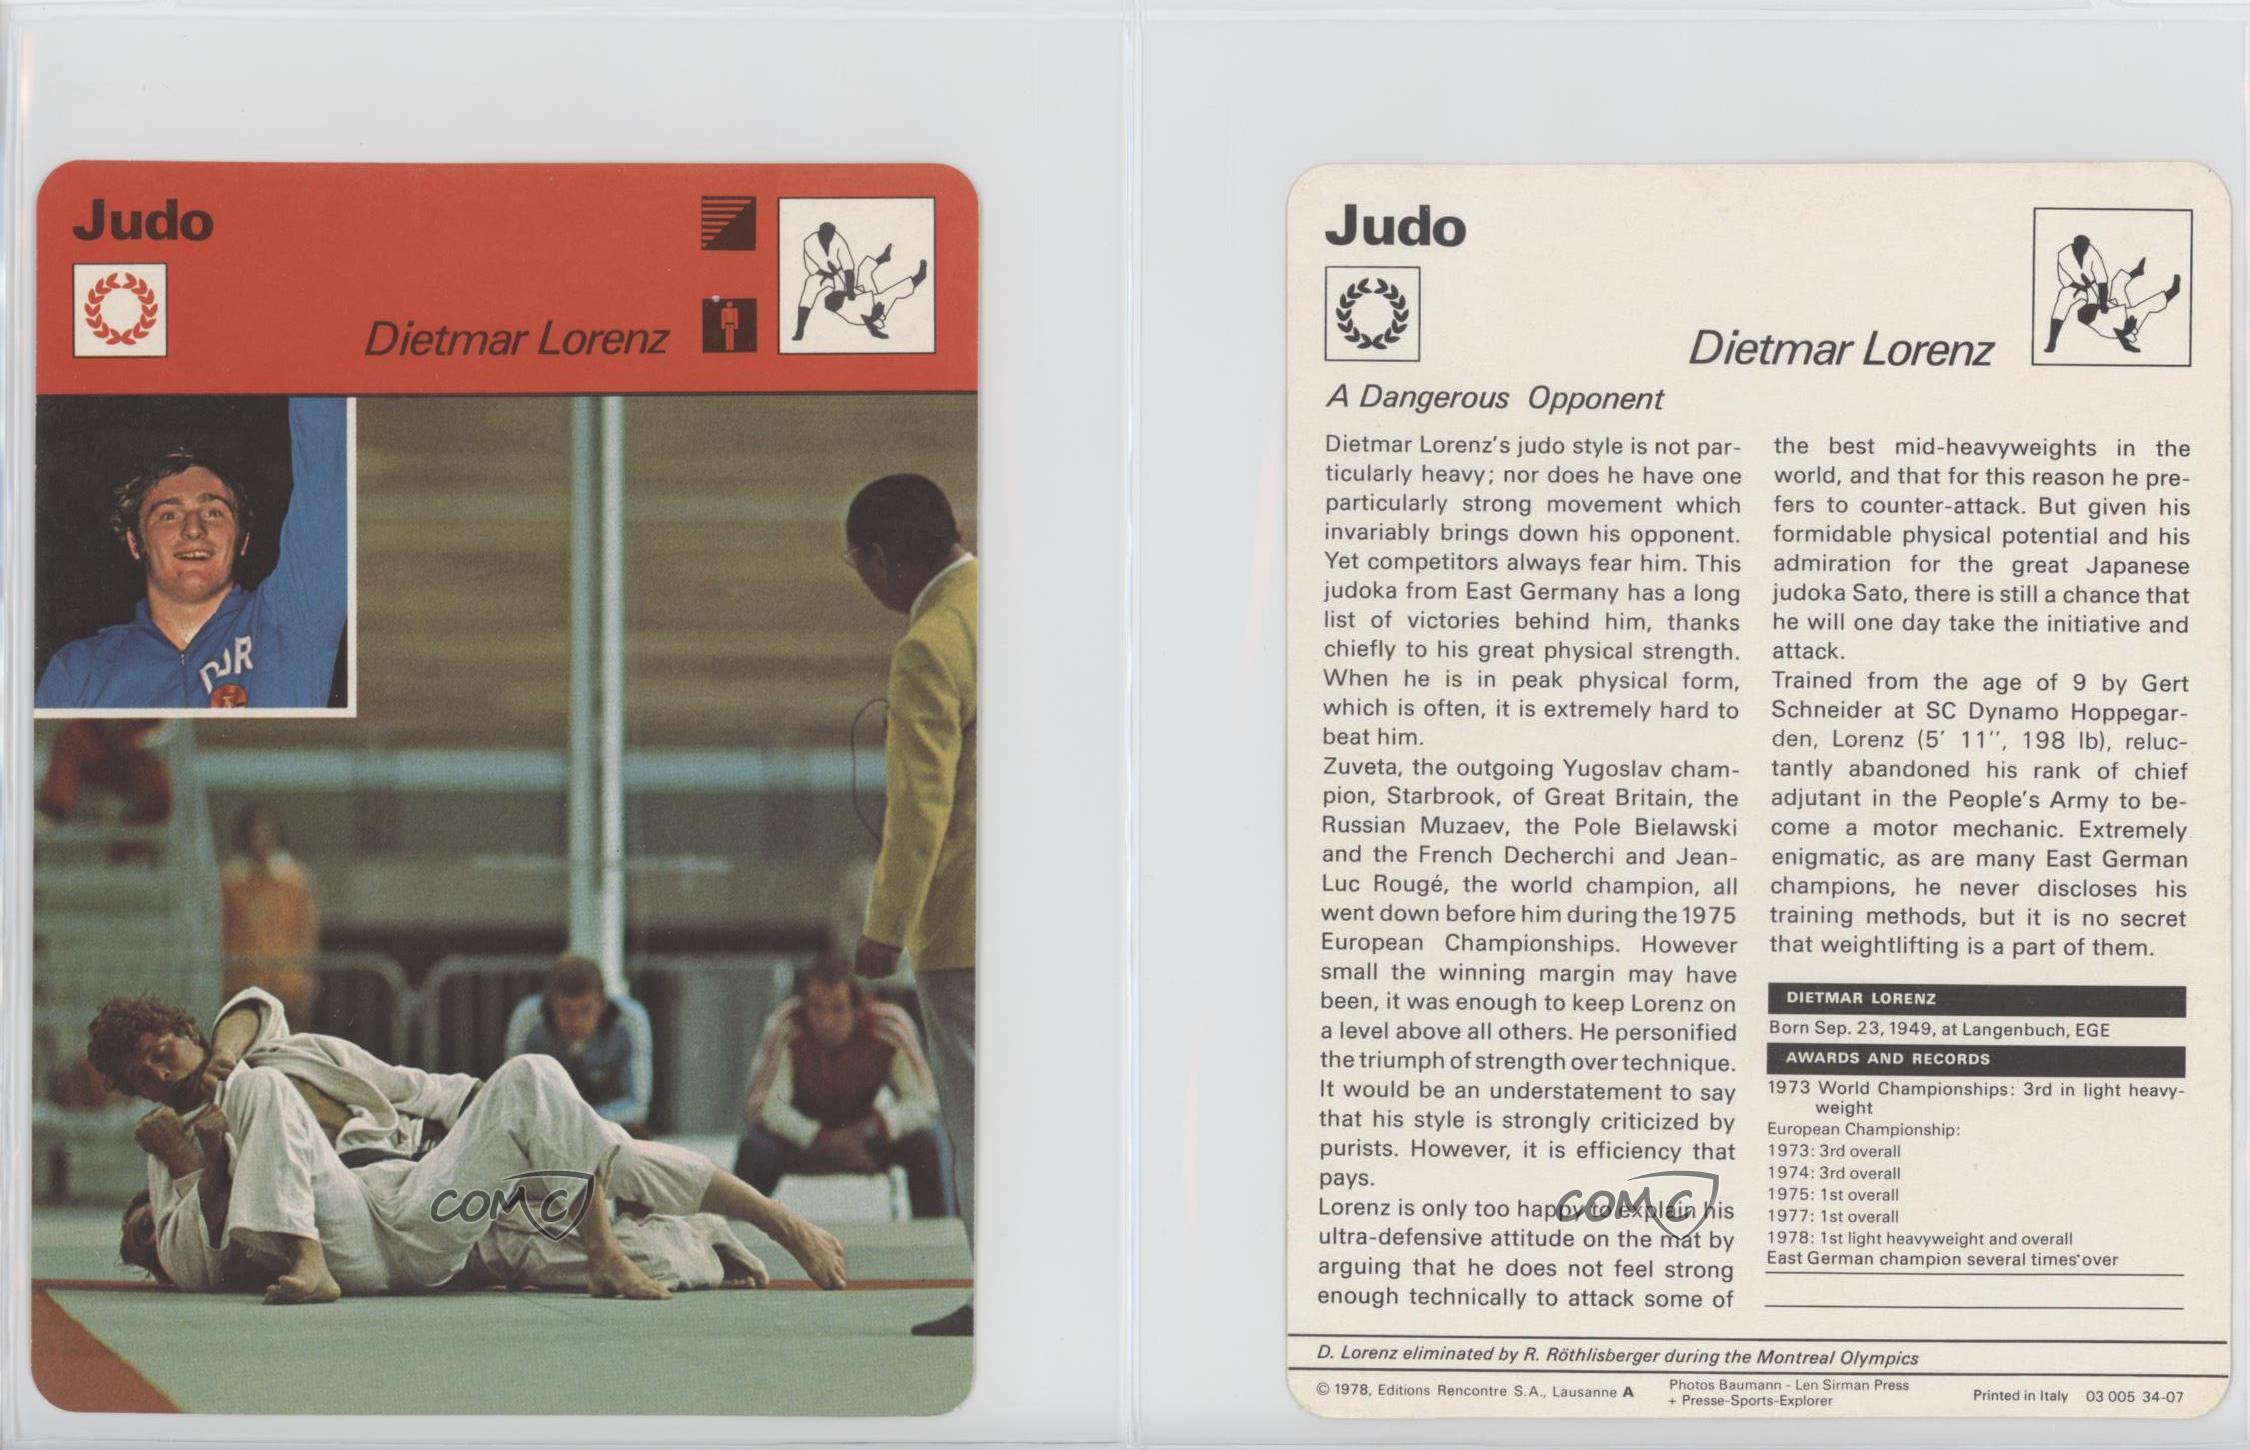 Judo
Dietmar Lorenz
DDR
COMC
Judo
Dietmar Lorenz
A Dangerous Opponent
Dietmar Lorenz's judo style is not par-
ticularly heavy; nor does he have one
particularly strong movement which
invariably brings down his opponent.
Yet competitors always fear him. This
judoka from East Germany has a long
list of victories behind him, thanks
chiefly to his great physical strength.
When he is in peak physical form,
which is often, it is extremely hard to
beat him.
Zuveta, the outgoing Yugoslav cham-
pion, Starbrook, of Great Britain, the
Russian Muzaev, the Pole Bielawski
and the French Decherchi and Jean-
Luc Rougé, the world champion, all
went down before him during the 1975
European Championships. However
small the winning margin may have
been, it was enough to keep Lorenz on
a level above all others. He personified
the triumph of strength over technique.
It would be an understatement to say
that his style is strongly criticized by
purists. However, it is efficiency that
pays.
Lorenz is only too happy to explain his
ultra-defensive attitude on the mat by
arguing that he does not feel strong
enough technically to attack some of
the best mid-heavyweights in the
world, and that for this reason he pre-
fers to counter-attack. But given his
formidable physical potential and his
admiration for the great Japanese
judoka Sato, there is still a chance that
he will one day take the initiative and
attack.
Trained from the age of 9 by Gert
Schneider at SC Dynamo Hoppegar-
den, Lorenz (5' 11", 198 lb), reluc-
tantly abandoned his rank of chief
adjutant in the People's Army to be-
come a motor mechanic. Extremely
enigmatic, as are many East German
champions, he never discloses his
training methods, but it is no secret
that weightlifting is a part of them.
DIETMAR LORENZ
Born Sep. 23, 1949, at Langenbuch, EGE
AWARDS AND RECORDS
1973 World Championships: 3rd in light heavy-
weight
European Championship:
1973: 3rd overall
1974: 3rd overall
1975: 1st overall
1977: 1st overall
1978: 1st light heavyweight and overall
East German champion several times over
COMC
D. Lorenz eliminated by R. Röthlisberger during the Montreal Olympics
© 1978, Editions Rencontre S.A., Lausanne A
Photos Baumann - Len Sirman Press
+ Presse-Sports-Explorer
Printed in Italy 03 005 34-07